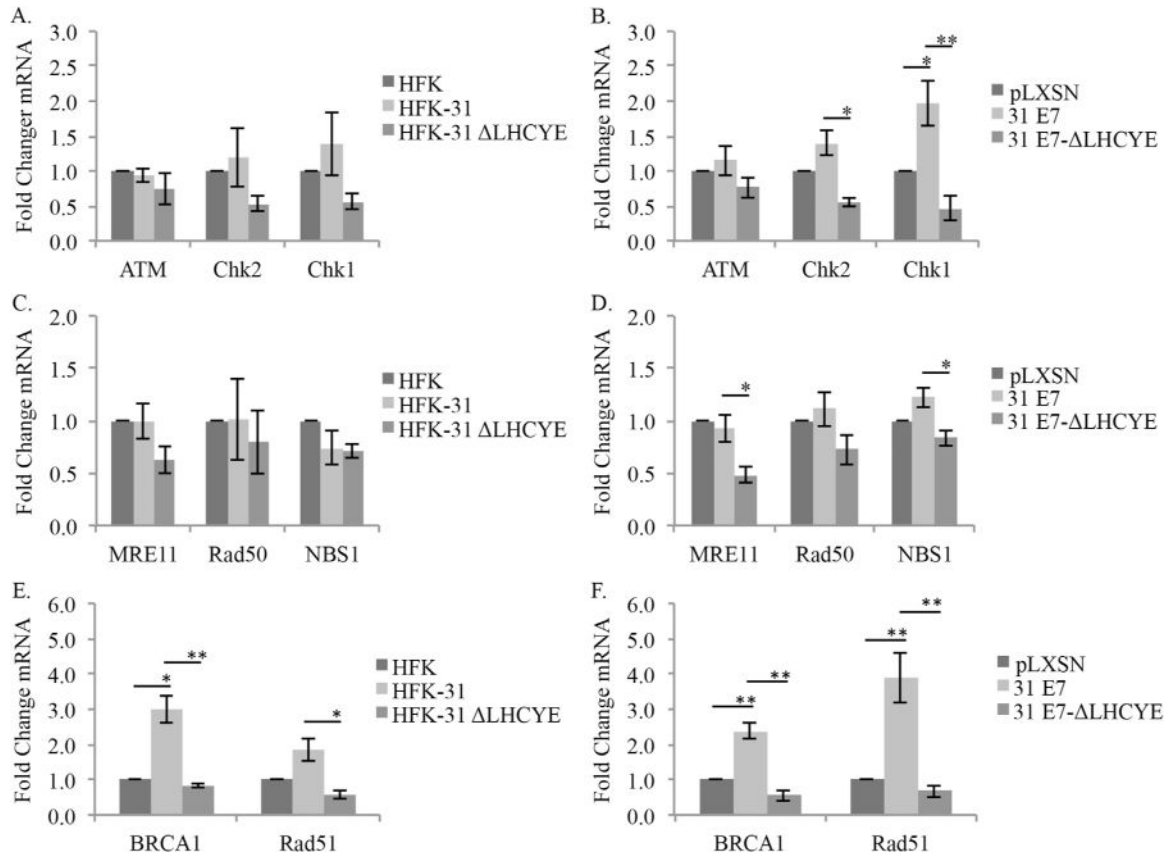 A.
Fold Changer mRNA
3.0
2.5
2.0
1.5
1.0
0.5
0.0
ATM
Chk2
Chk1
HFK
HFK-31
HFK-31 ΔLHCYE
B.
Fold Chnage mRNA
3.0
2.5
2.0
1.5
1.0
0.5
0.0
*
*
**
ATM
Chk2
Chk1
pLXSN
31 E7
31 E7-ΔLHCYE
C.
Fold Change mRNA
2.0
1.5
1.0
0.5
0.0
MRE11
Rad50
NBS1
HFK
HFK-31
HFK-31 ΔLHCYE
D.
Fold Change mRNA
2.0
1.5
1.0
0.5
0.0
*
*
MRE11
Rad50
NBS1
pLXSN
31 E7
31 E7-ΔLHCYE
E.
Fold Change mRNA
6.0
5.0
4.0
3.0
2.0
1.0
0.0
*
**
*
BRCA1
Rad51
HFK
HFK-31
HFK-31 ΔLHCYE
F.
Fold Change mRNA
6.0
5.0
4.0
3.0
2.0
1.0
0.0
**
**
**
**
BRCA1
Rad51
pLXSN
31 E7
31 E7-ΔLHCYE